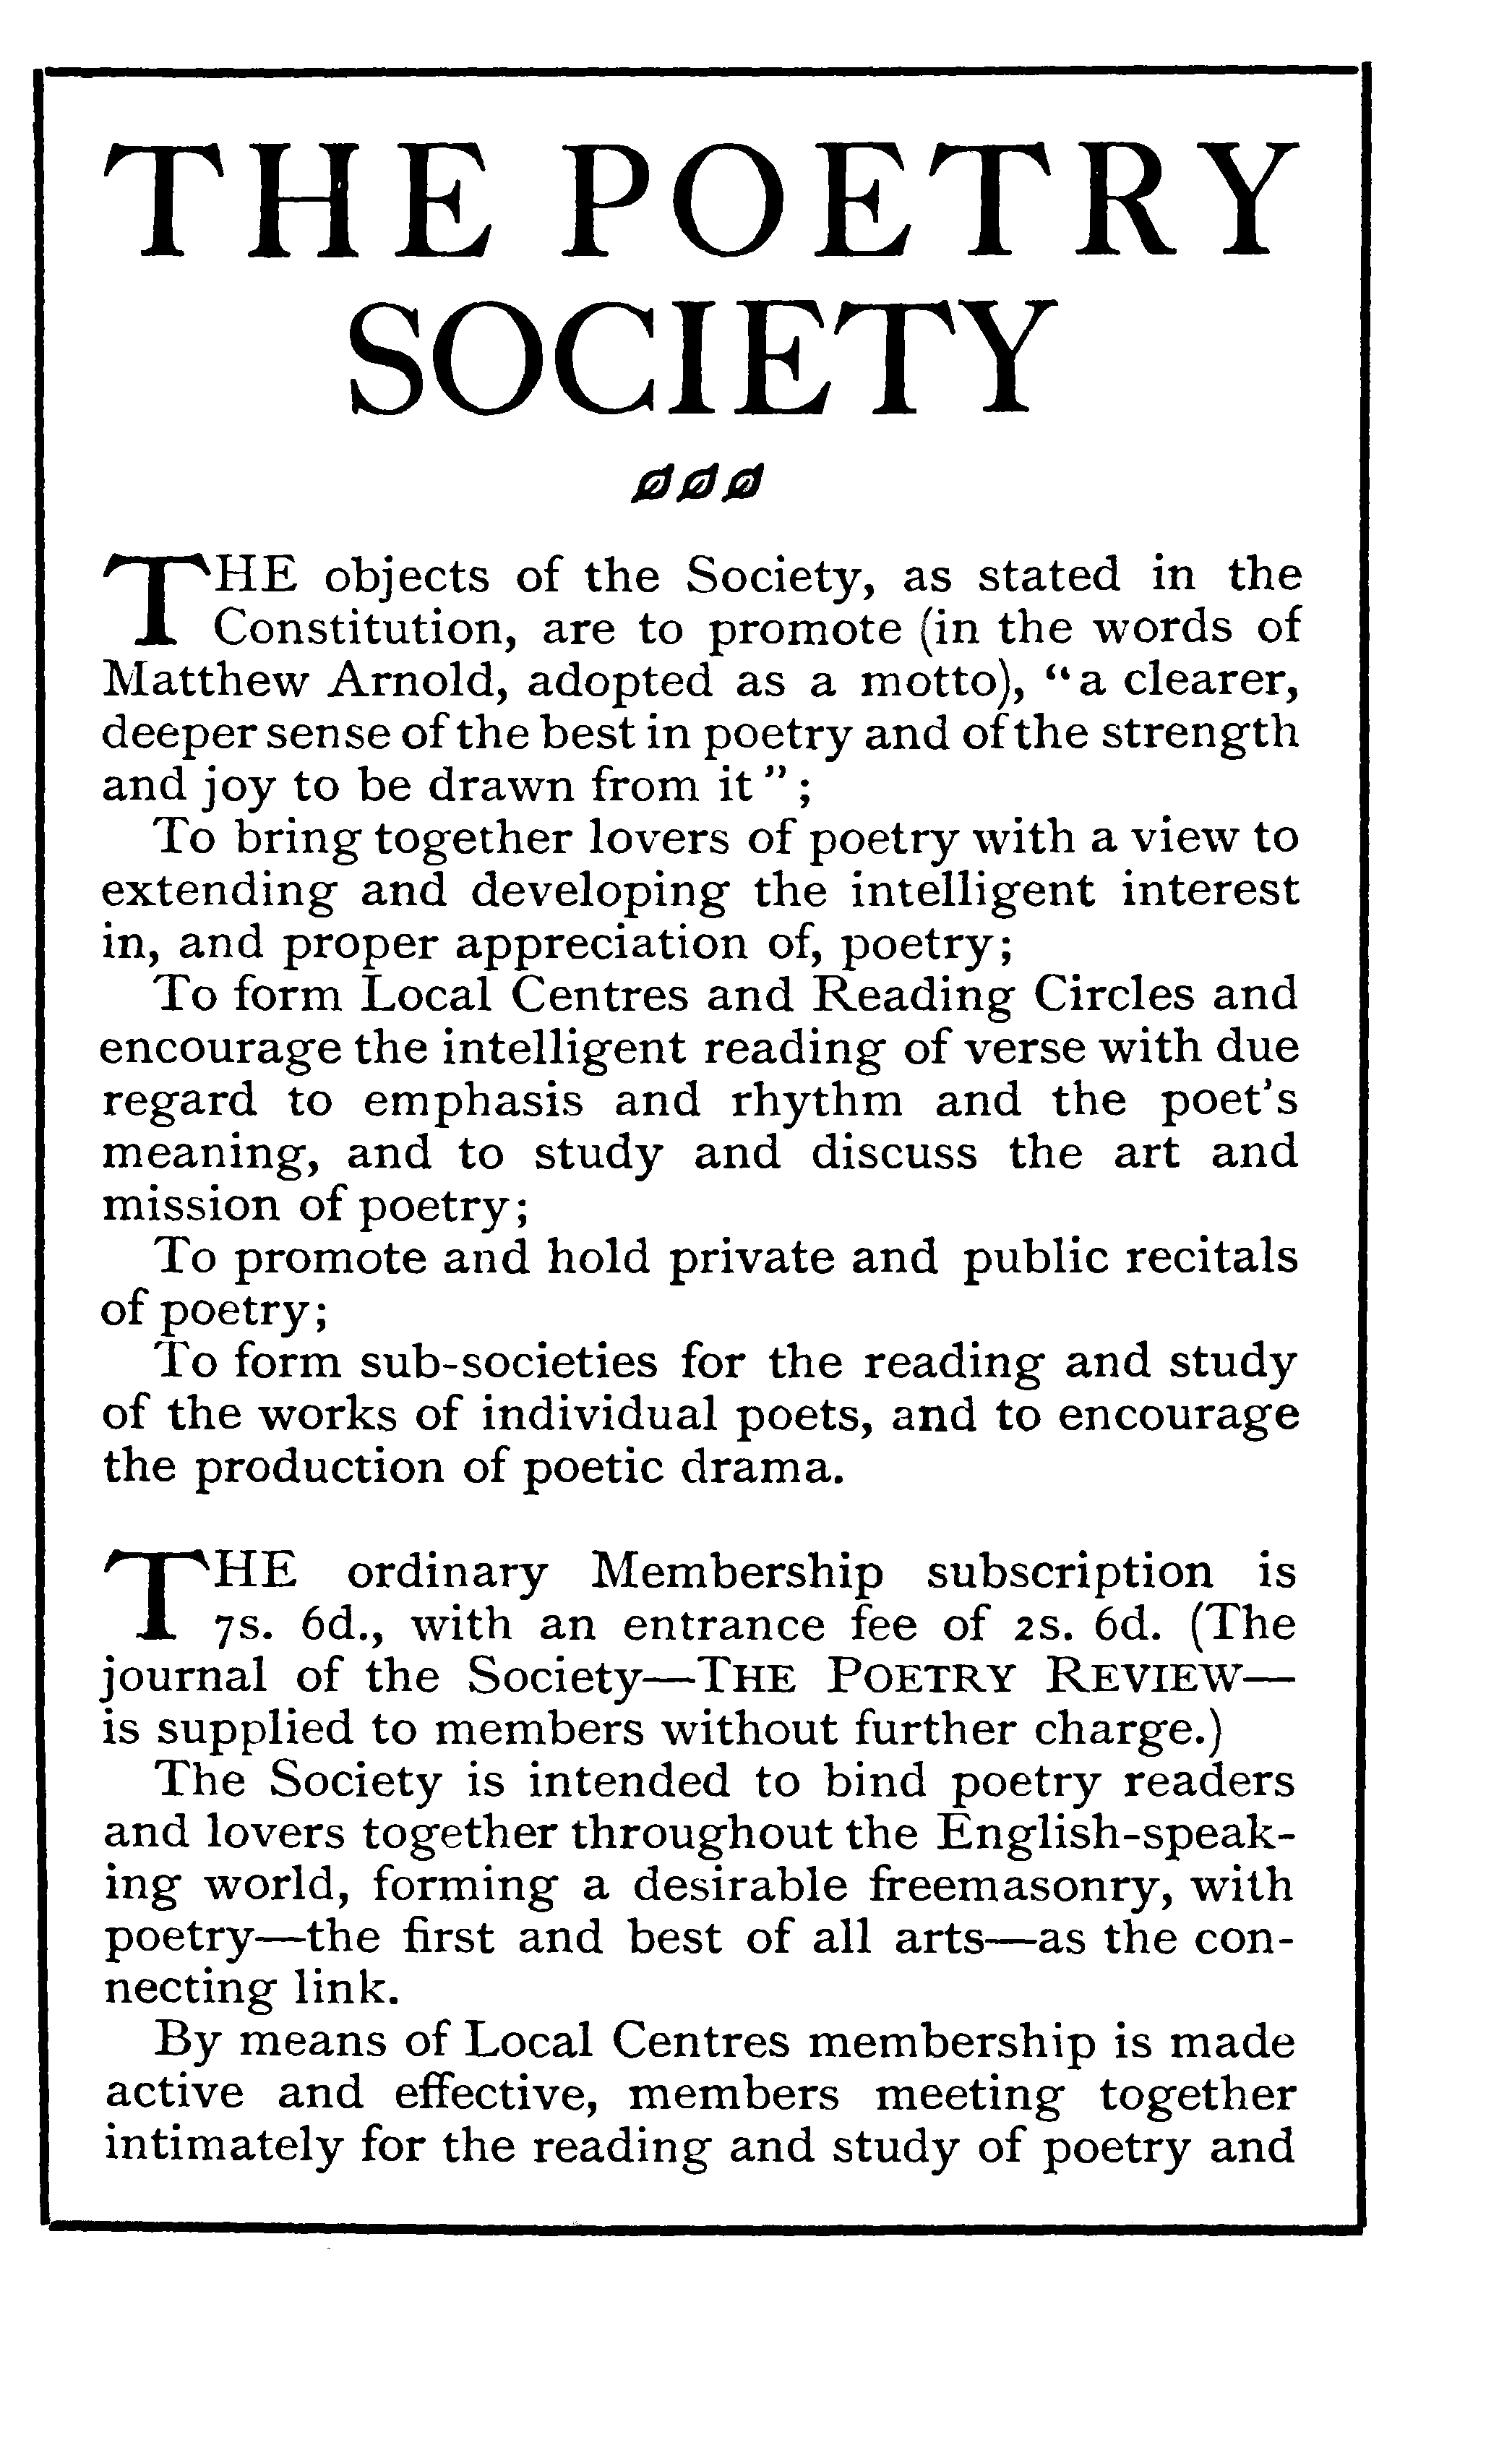 THE POETRY
SOCIETY
THE objects of the Society, as stated in the
Constitution, are to promote (in the words of
Matthew Arnold, adopted as a motto), “a clearer,
deeper sense of the best in poetry and of the strength
and joy to be drawn from it”;
To bring together lovers of poetry with a view to
extending and developing the intelligent interest
in, and proper appreciation of, poetry;
To form Local Centres and Reading Circles and
encourage the intelligent reading of verse with due
regard to emphasis and rhythm and the poet's
meaning, and to study and discuss the art and
mission of poetry;
To promote and hold private and public recitals
of poetry;
To form sub-societies for the reading and study
of the works of individual poets, and to encourage
the production of poetic drama.
THE ordinary Membership subscription is
7s. 6d., with an entrance fee of 2s. 6d. (The
journal of the Society—THE POETRY REVIEW—
is supplied to members without further charge.)
The Society is intended to bind poetry readers
and lovers together throughout the English-speak-
ing world, forming a desirable freemasonry, with
poetry—the first and best of all arts—as the con-
necting link.
By means of Local Centres membership is made
active and effective, members meeting together
intimately for the reading and study of poetry and